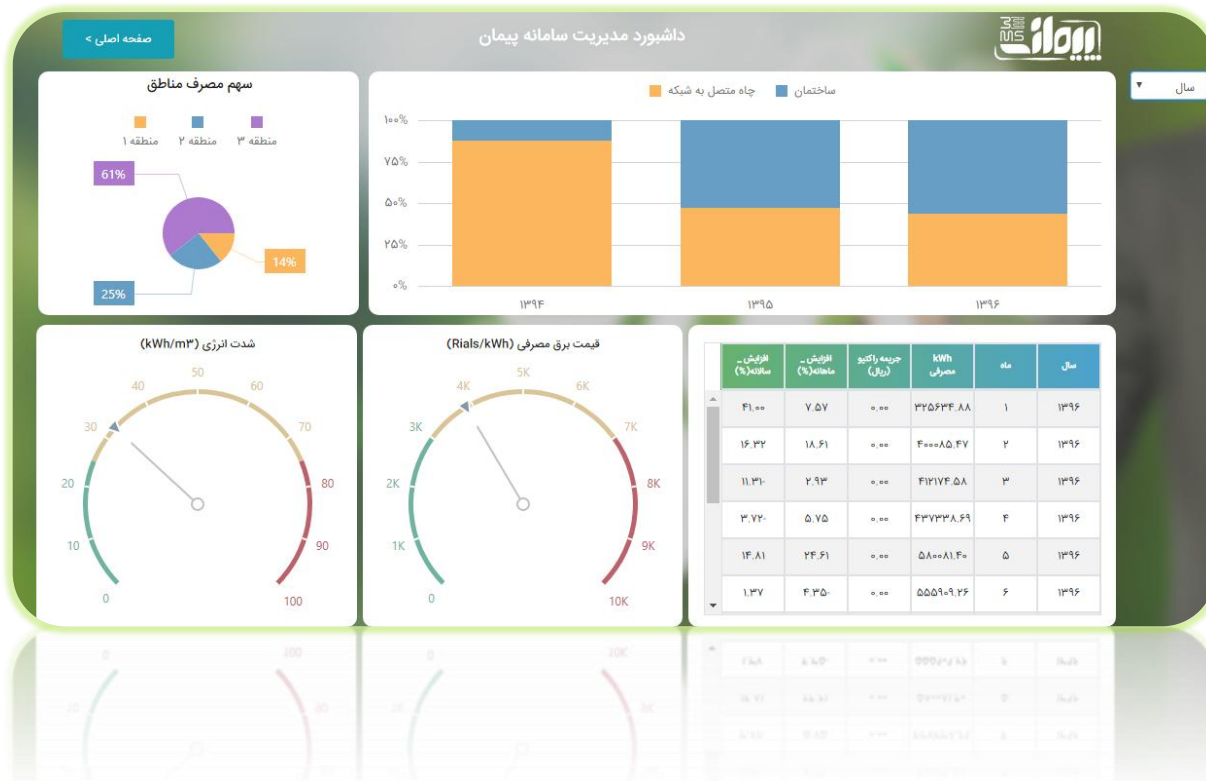 پیمان
EMS
داشبورد مدیریت سامانه پیمان
صفحه اصلی >
سال
ساختمان چاه متصل به شبکه
۱۰۰%
۷۵%
۵۰%
۲۵%
۰%
۱۳۹۴ ۱۳۹۵ ۱۳۹۶
سهم مصرف مناطق
منطقه ۳ منطقه ۲ منطقه ۱
61%
14%
25%
سال ماه kWh مصرفی جریمه راکتیو (ریال) افزایش _ ماهانه(%) افزایش _ سالانه(%)
۱۳۹۶ ۱ ۳۲۵۶۳۴.۸۸ ۰.۰۰ ۷.۵۷ ۴۱.۰۰
۱۳۹۶ ۲ ۴۰۰۰۸۵.۴۷ ۰.۰۰ ۱۸.۶۱ ۱۶.۳۲
۱۳۹۶ ۳ ۴۱۲۱۷۴.۵۸ ۰.۰۰ ۲.۹۳ ۱۱.۳۱-
۱۳۹۶ ۴ ۴۳۷۳۳۸.۶۹ ۰.۰۰ ۵.۷۵ ۳.۷۲-
۱۳۹۶ ۵ ۵۸۰۰۸۱.۴۰ ۰.۰۰ ۲۴.۶۱ ۱۴.۸۱
۱۳۹۶ ۶ ۵۵۵۹۰۹.۲۶ ۰.۰۰ ۴.۳۵- ۱.۳۷
قیمت برق مصرفی (Rials/kWh)
0
1K
2K
3K
4K
5K
6K
7K
8K
9K
10K
شدت انرژی (kWh/m۳)
0
10
20
30
40
50
60
70
80
90
100